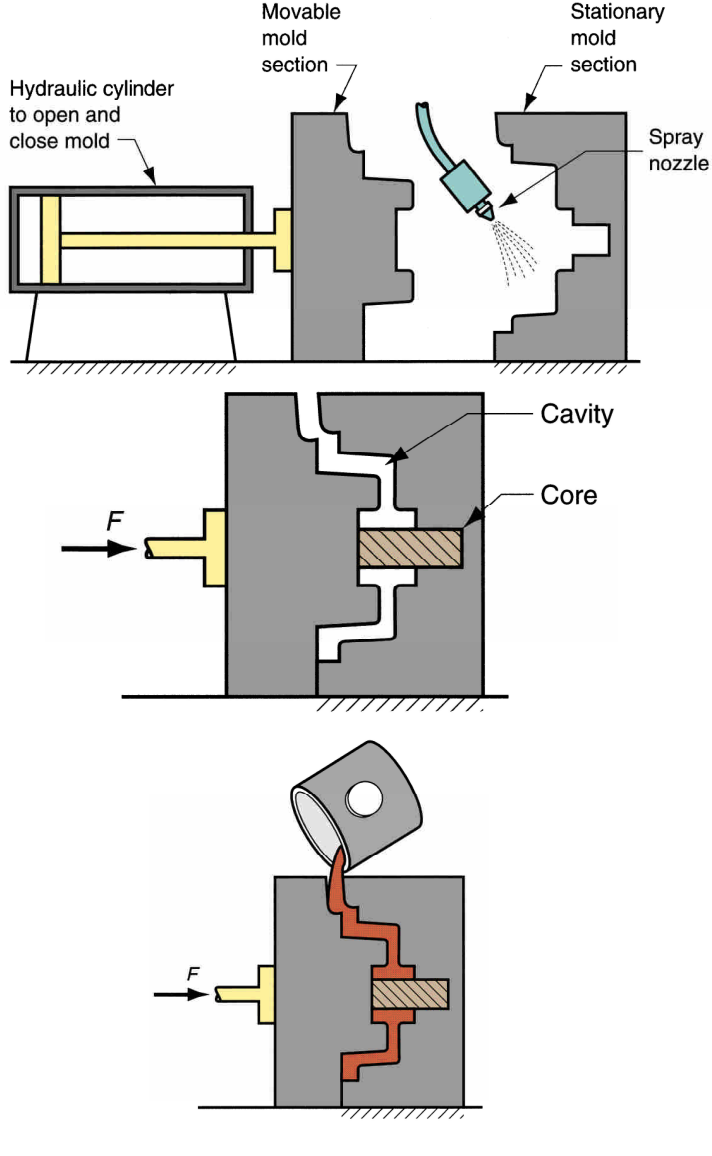 Movable
mold
section
Stationary
mold
section
Hydraulic cylinder
to open and
close mold
Spray
nozzle
Cavity
Core
F
F